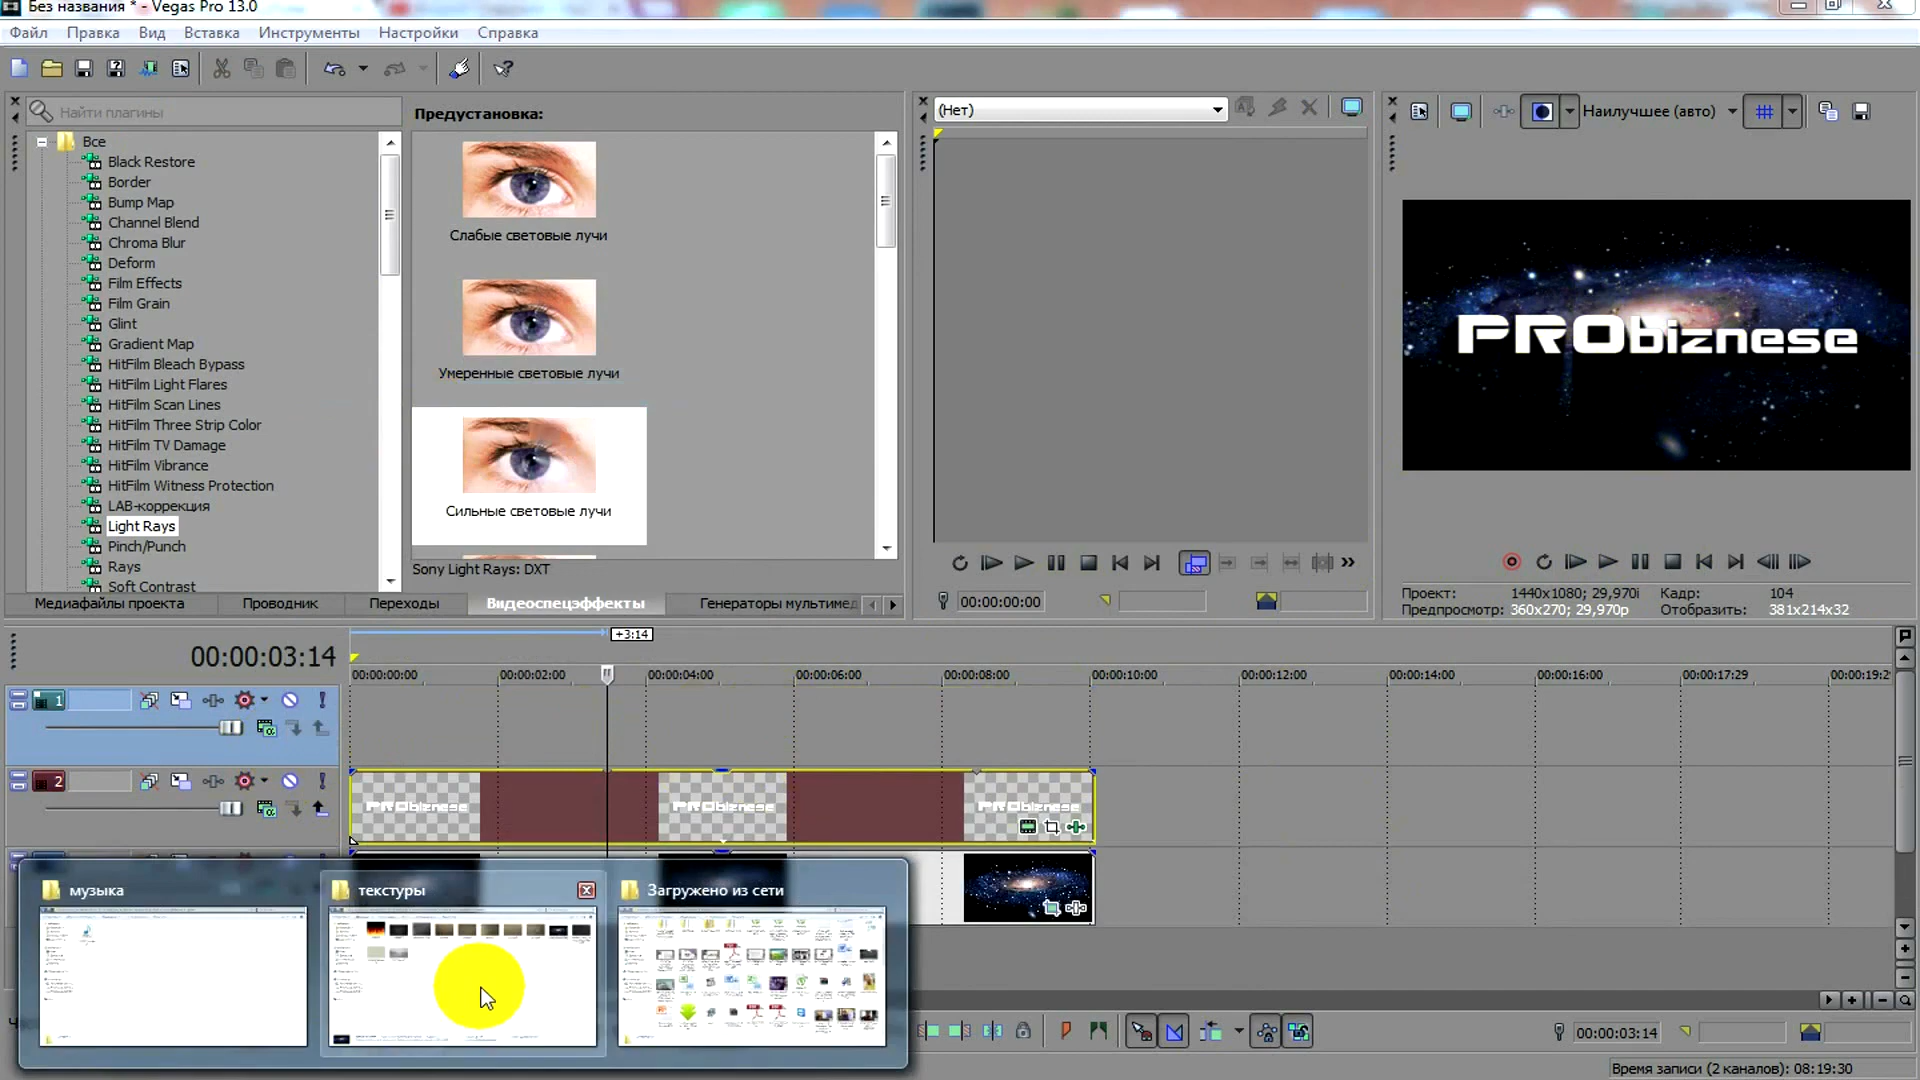 Без названия * - Vegas Pro 13.0
Файл Правка Вид Вставка Инструменты Настройки Справка
Найти плагины
Все
Black Restore
Border
Bump Map
Channel Blend
Chroma Blur
Deform
Film Effects
Film Grain
Glint
Gradient Map
HitFilm Bleach Bypass
HitFilm Light Flares
HitFilm Scan Lines
HitFilm Three Strip Color
HitFilm TV Damage
HitFilm Vibrance
HitFilm Witness Protection
LAB-коррекция
Light Rays
Pinch/Punch
Rays
Soft Contrast
Предустановка:
Слабые световые лучи
Умеренные световые лучи
Сильные световые лучи
Sony Light Rays: DXT
Медиафайлы проекта Проводник Переходы Видеоспецэффекты Генераторы мультимед
(Нет)
00:00:00:00
Наилучшее (авто)
PRObiznese
Проект: 1440x1080; 29,970i Кадр: 104
Предпросмотр: 360x270; 29,970p Отобразить: 381x214x32
00:00:03:14
+3:14
00:00:00:00 00:00:02:00 00:00:04:00 00:00:06:00 00:00:08:00 00:00:10:00 00:00:12:00 00:00:14:00 00:00:16:00 00:00:17:29 00:00:19:2
1
2
PRObiznese PRObiznese PRObiznese
музыка текстуры Загружено из сети
00:00:03:14
Время записи (2 каналов): 08:19:30